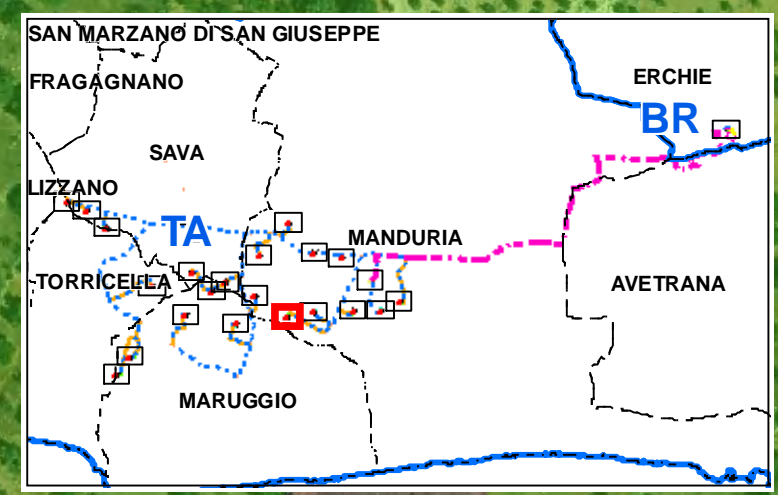 SAN MARZANO DI SAN GIUSEPPE
FRAGAGNANO
ERCHIE
BR
SAVA
LIZZANO
TA
MANDURIA
TORRICELLA
AVETRANA
MARUGGIO